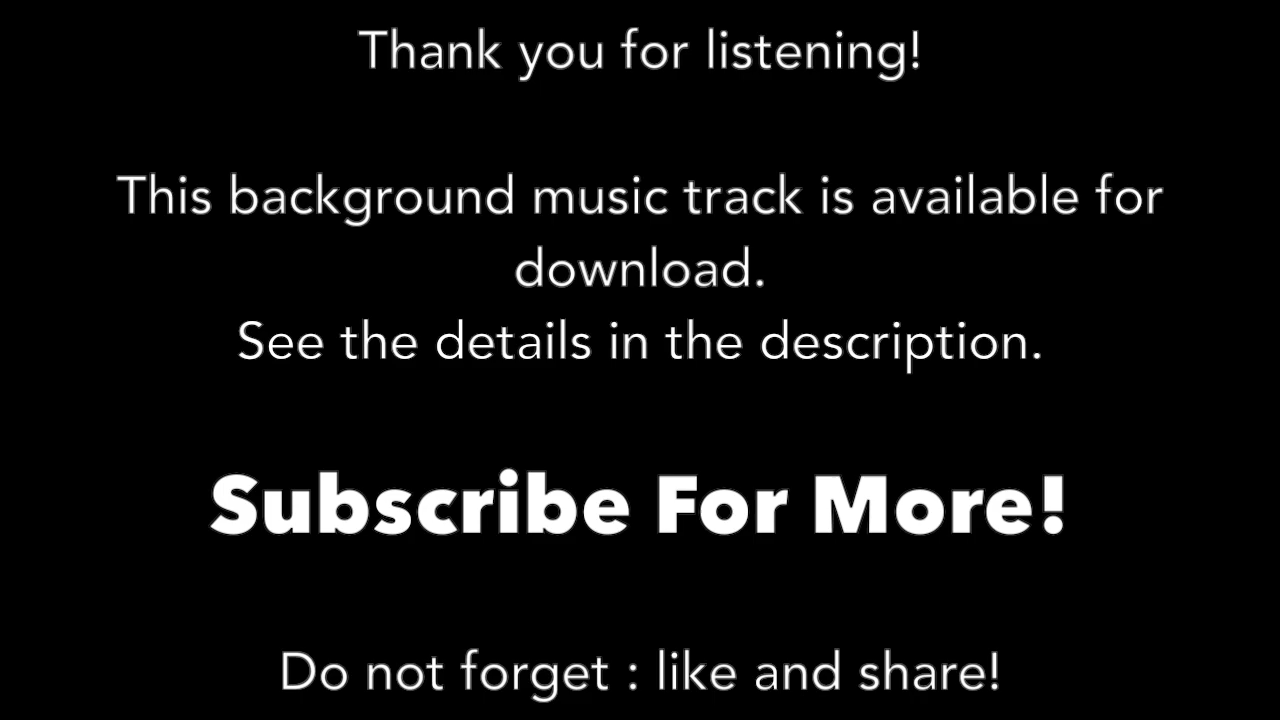 Thank you for listening!
This background music track is available for
download.
See the details in the description.
Subscribe For More!
Do not forget : like and share!